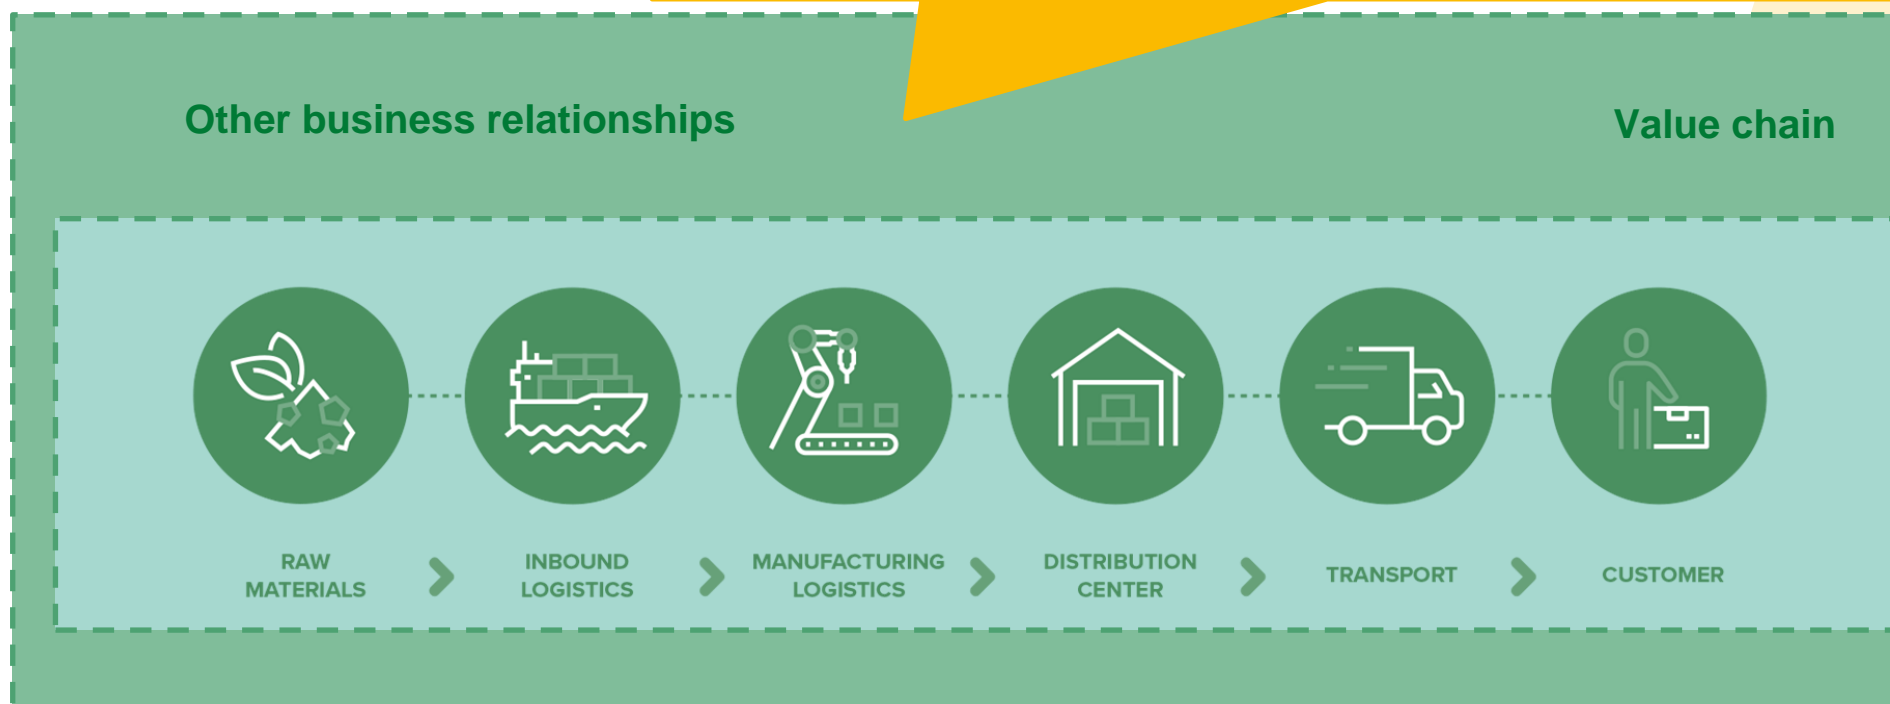 Other business relationships
Value chain
RAW
MATERIALS
INBOUND
LOGISTICS
MANUFACTURING
LOGISTICS
DISTRIBUTION
CENTER
TRANSPORT
CUSTOMER